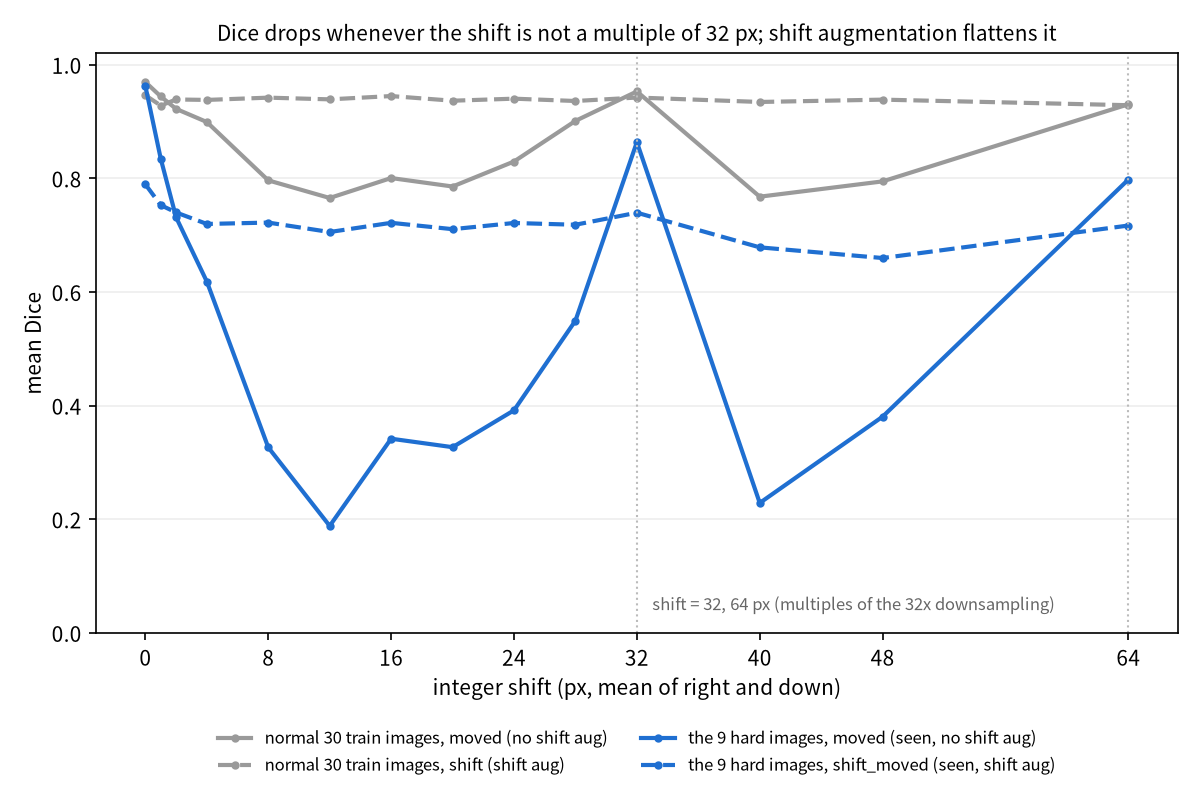 Dice drops whenever the shift is not a multiple of 32 px; shift augmentation flattens it
mean Dice
1.0
0.8
0.6
0.4
0.2
0.0
shift = 32, 64 px (multiples of the 32x downsampling)
0 8 16 24 32 40 48 64
integer shift (px, mean of right and down)
normal 30 train images, moved (no shift aug)
normal 30 train images, shift (shift aug)
the 9 hard images, moved (seen, no shift aug)
the 9 hard images, shift_moved (seen, shift aug)